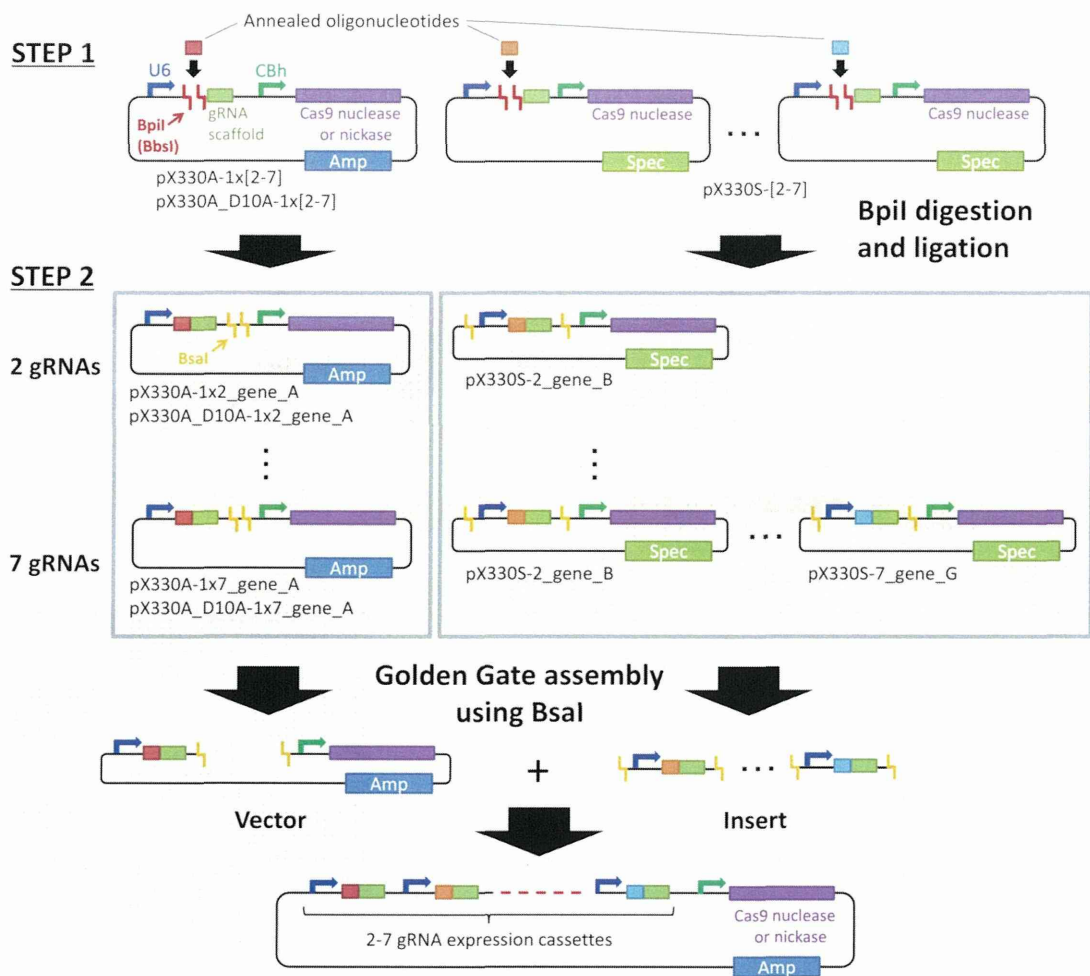 Annealed oligonucleotides
STEP 1
U6
CBh
BpiI
(BbsI)
gRNA
scaffold
Cas9 nuclease
or nickase
Amp
pX330A-1x[2-7]
pX330A_D10A-1x[2-7]
Cas9 nuclease
Spec
...
Cas9 nuclease
Spec
pX330S-[2-7]
BpiI digestion
and ligation
STEP 2
2 gRNAs
BsaI
Amp
pX330A-1x2_gene_A
pX330A_D10A-1x2_gene_A
Spec
pX330S-2_gene_B
7 gRNAs
Amp
pX330A-1x7_gene_A
pX330A_D10A-1x7_gene_A
Spec
pX330S-2_gene_B
...
Spec
pX330S-7_gene_G
Golden Gate assembly
using BsaI
Amp
Vector
+
...
Insert
Cas9 nuclease
or nickase
2-7 gRNA expression cassettes
Amp